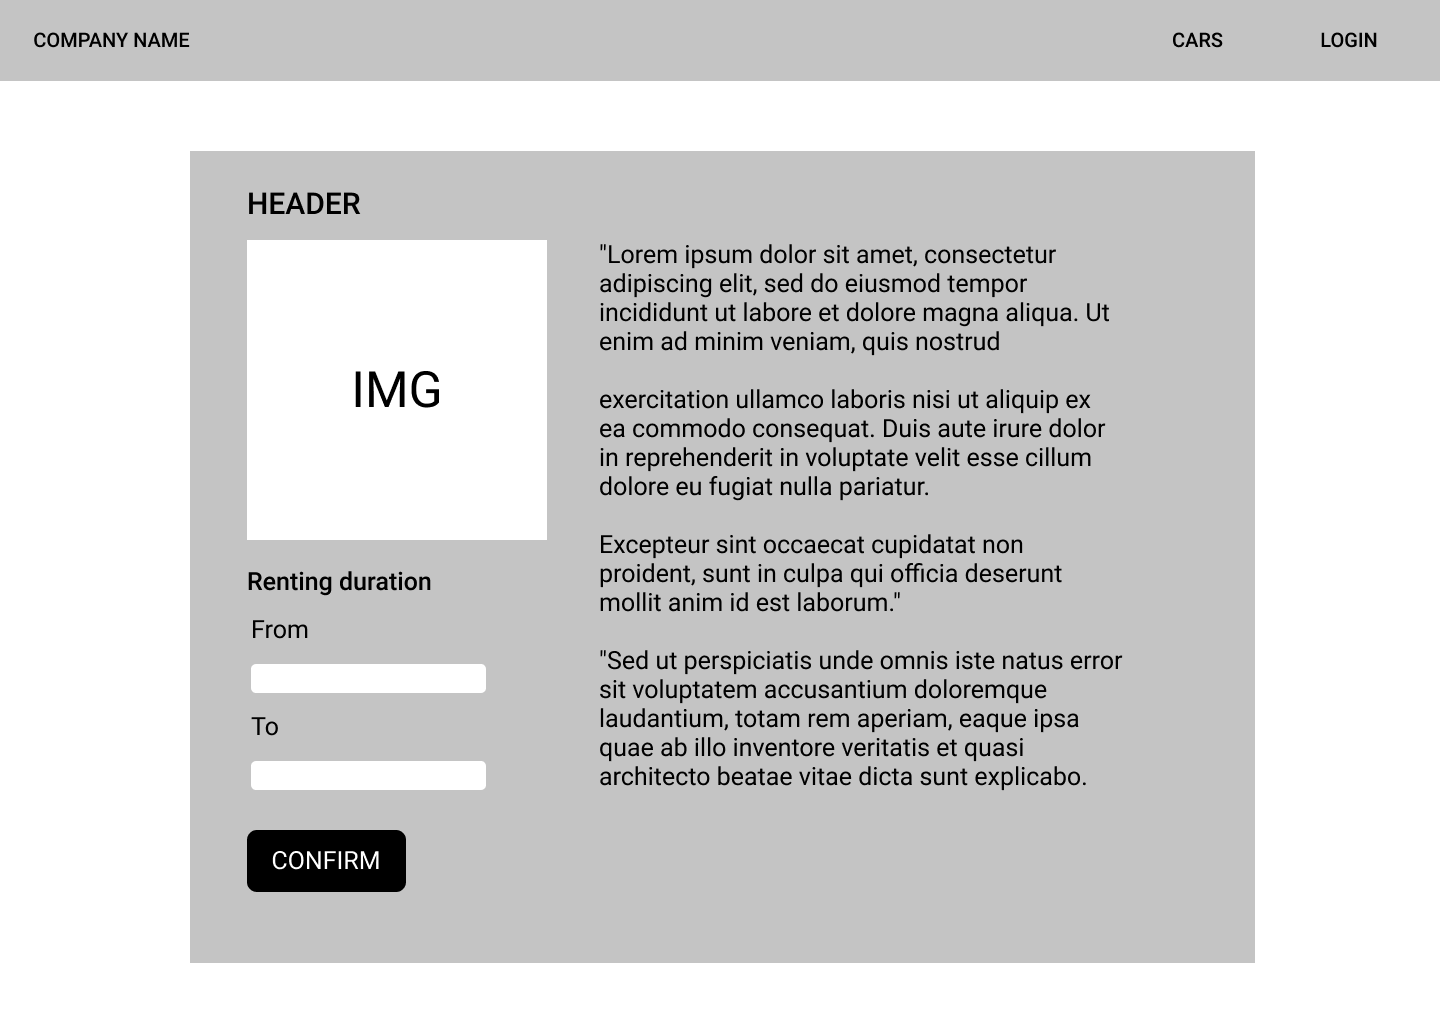 COMPANY NAME
CARS
LOGIN
HEADER
IMG
Renting duration
From
To
CONFIRM
"Lorem ipsum dolor sit amet, consectetur
adipiscing elit, sed do eiusmod tempor
incididunt ut labore et dolore magna aliqua. Ut
enim ad minim veniam, quis nostrud
exercitation ullamco laboris nisi ut aliquip ex
ea commodo consequat. Duis aute irure dolor
in reprehenderit in voluptate velit esse cillum
dolore eu fugiat nulla pariatur.
Excepteur sint occaecat cupidatat non
proident, sunt in culpa qui officia deserunt
mollit anim id est laborum."
"Sed ut perspiciatis unde omnis iste natus error
sit voluptatem accusantium doloremque
laudantium, totam rem aperiam, eaque ipsa
quae ab illo inventore veritatis et quasi
architecto beatae vitae dicta sunt explicabo.